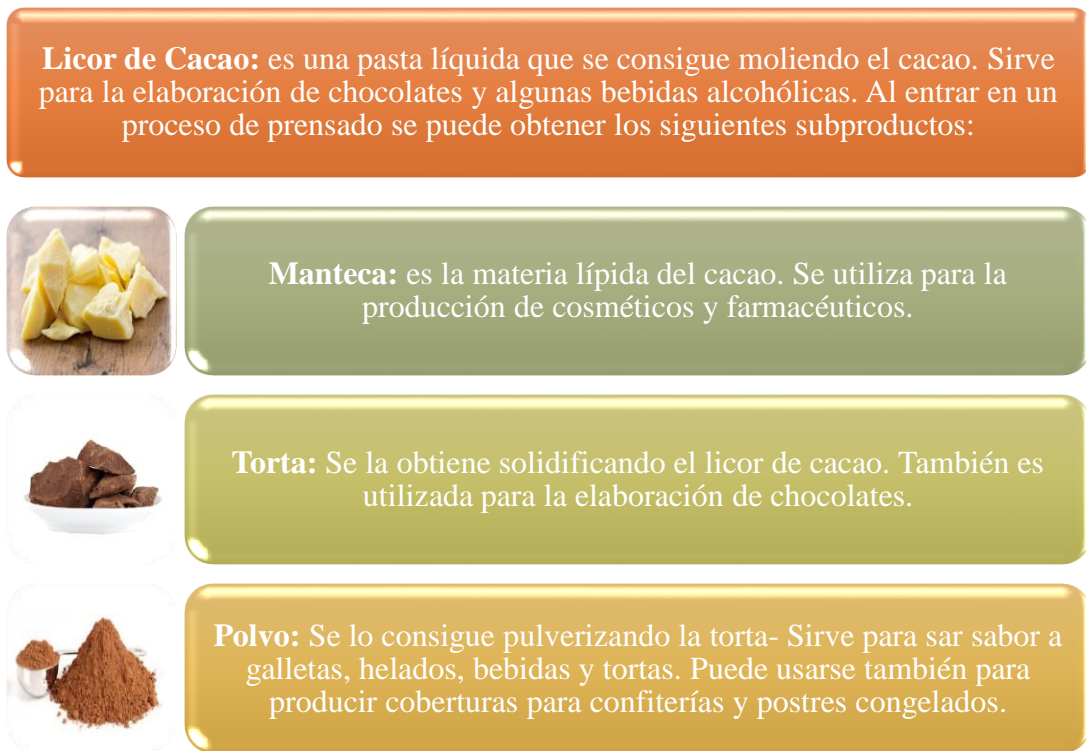 Licor de Cacao: es una pasta líquida que se consigue moliendo el cacao. Sirve
para la elaboración de chocolates y algunas bebidas alcohólicas. Al entrar en un
proceso de prensado se puede obtener los siguientes subproductos:
Manteca: es la materia lípida del cacao. Se utiliza para la
producción de cosméticos y farmacéuticos.
Torta: Se la obtiene solidificando el licor de cacao. También es
utilizada para la elaboración de chocolates.
Polvo: Se lo consigue pulverizando la torta- Sirve para sar sabor a
galletas, helados, bebidas y tortas. Puede usarse también para
producir coberturas para confiterías y postres congelados.